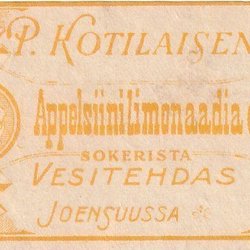 P. KOTILAISEN
Appelsiinilimonaadia
SOKERISTA
VESITEHDAS
JOENSUUSSA